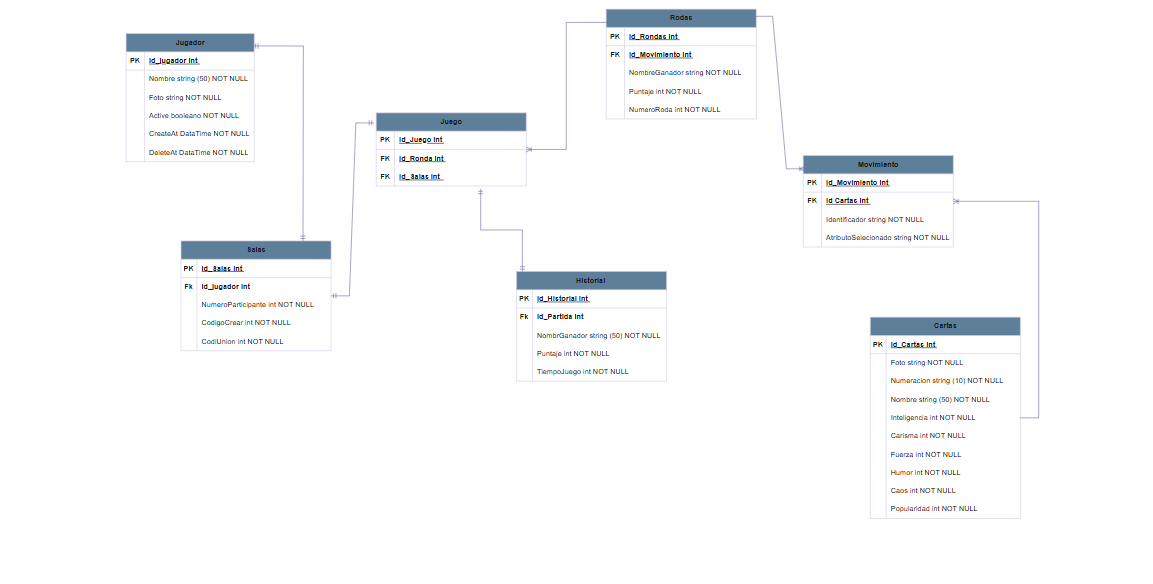 Jugador
PK Id_jugador Int
Nombre string (50) NOT NULL
Foto string NOT NULL
Active booleano NOT NULL
CreateAt DataTime NOT NULL
DeleteAt DataTime NOT NULL
Salas
PK Id_Salas Int
Fk Id_jugador Int
NumeroParticipante int NOT NULL
CodigoCrear int NOT NULL
CodiUnion int NOT NULL
Juego
PK Id_Juego Int
FK Id_Ronda Int
FK Id_Salas Int
Historial
PK Id_Historial Int
Fk Id_Partida Int
NombrGanador string (50) NOT NULL
Puntaje int NOT NULL
TiempoJuego int NOT NULL
Rodas
PK Id_Rondas Int
FK Id_Movimiento Int
NombreGanador string NOT NULL
Puntaje int NOT NULL
NumeroRoda int NOT NULL
Movimiento
PK Id_Movimiento Int
FK Id Cartas Int
Identificador string NOT NULL
AtributoSelecionado string NOT NULL
Cartas
PK Id_Cartas Int
Foto string NOT NULL
Numeracion string (10) NOT NULL
Nombre string (50) NOT NULL
Inteligencia int NOT NULL
Carisma int NOT NULL
Fuerza int NOT NULL
Humor int NOT NULL
Caos int NOT NULL
Popularidad int NOT NULL